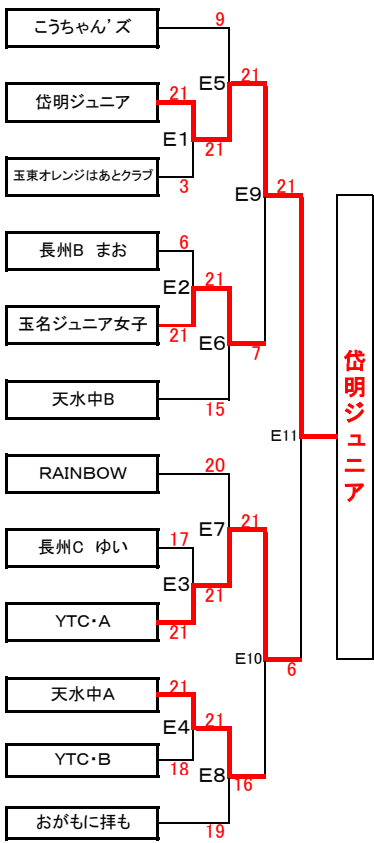 こうちゃん’ズ
9
E5
21
岱明ジュニア
21
E1
21
玉東オレンジはあとクラブ
3
E9
21
長州B まお
6
E2
21
玉名ジュニア女子
21
E6
7
天水中B
15
E11
岱明ジュニア
RAINBOW
20
E7
21
長州C ゆい
17
E3
21
YTC・A
21
E10
6
天水中A
21
E4
21
YTC・B
18
E8
16
おがもに拝も
19